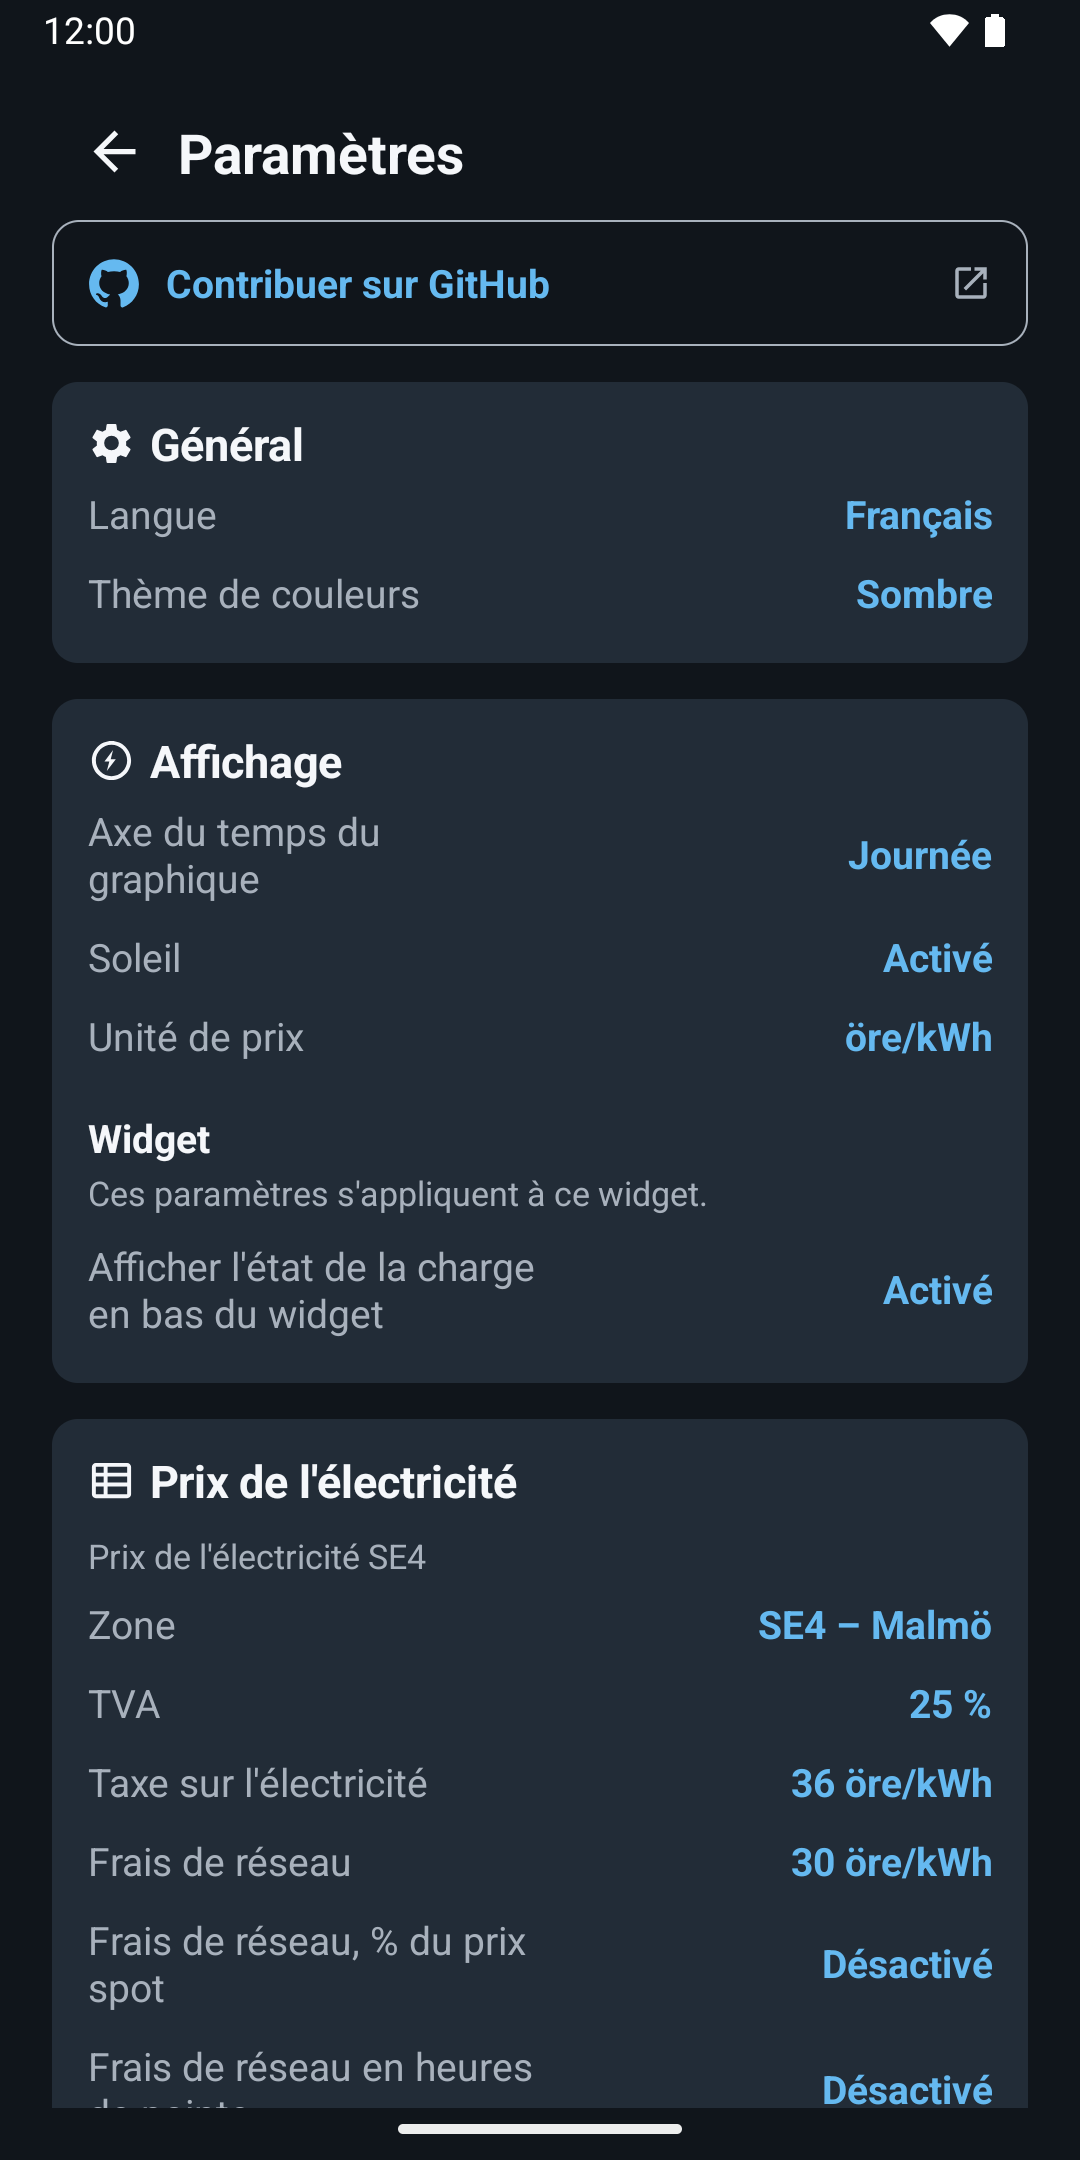 12:00
Paramètres
Contribuer sur GitHub
Général
Langue
Français
Thème de couleurs
Sombre
Affichage
Axe du temps du
graphique
Journée
Soleil
Activé
Unité de prix
öre/kWh
Widget
Ces paramètres s'appliquent à ce widget.
Afficher l'état de la charge
en bas du widget
Activé
Prix de l'électricité
Prix de l'électricité SE4
Zone
SE4 – Malmö
TVA
25 %
Taxe sur l'électricité
36 öre/kWh
Frais de réseau
30 öre/kWh
Frais de réseau, % du prix
spot
Désactivé
Frais de réseau en heures
Désactivé